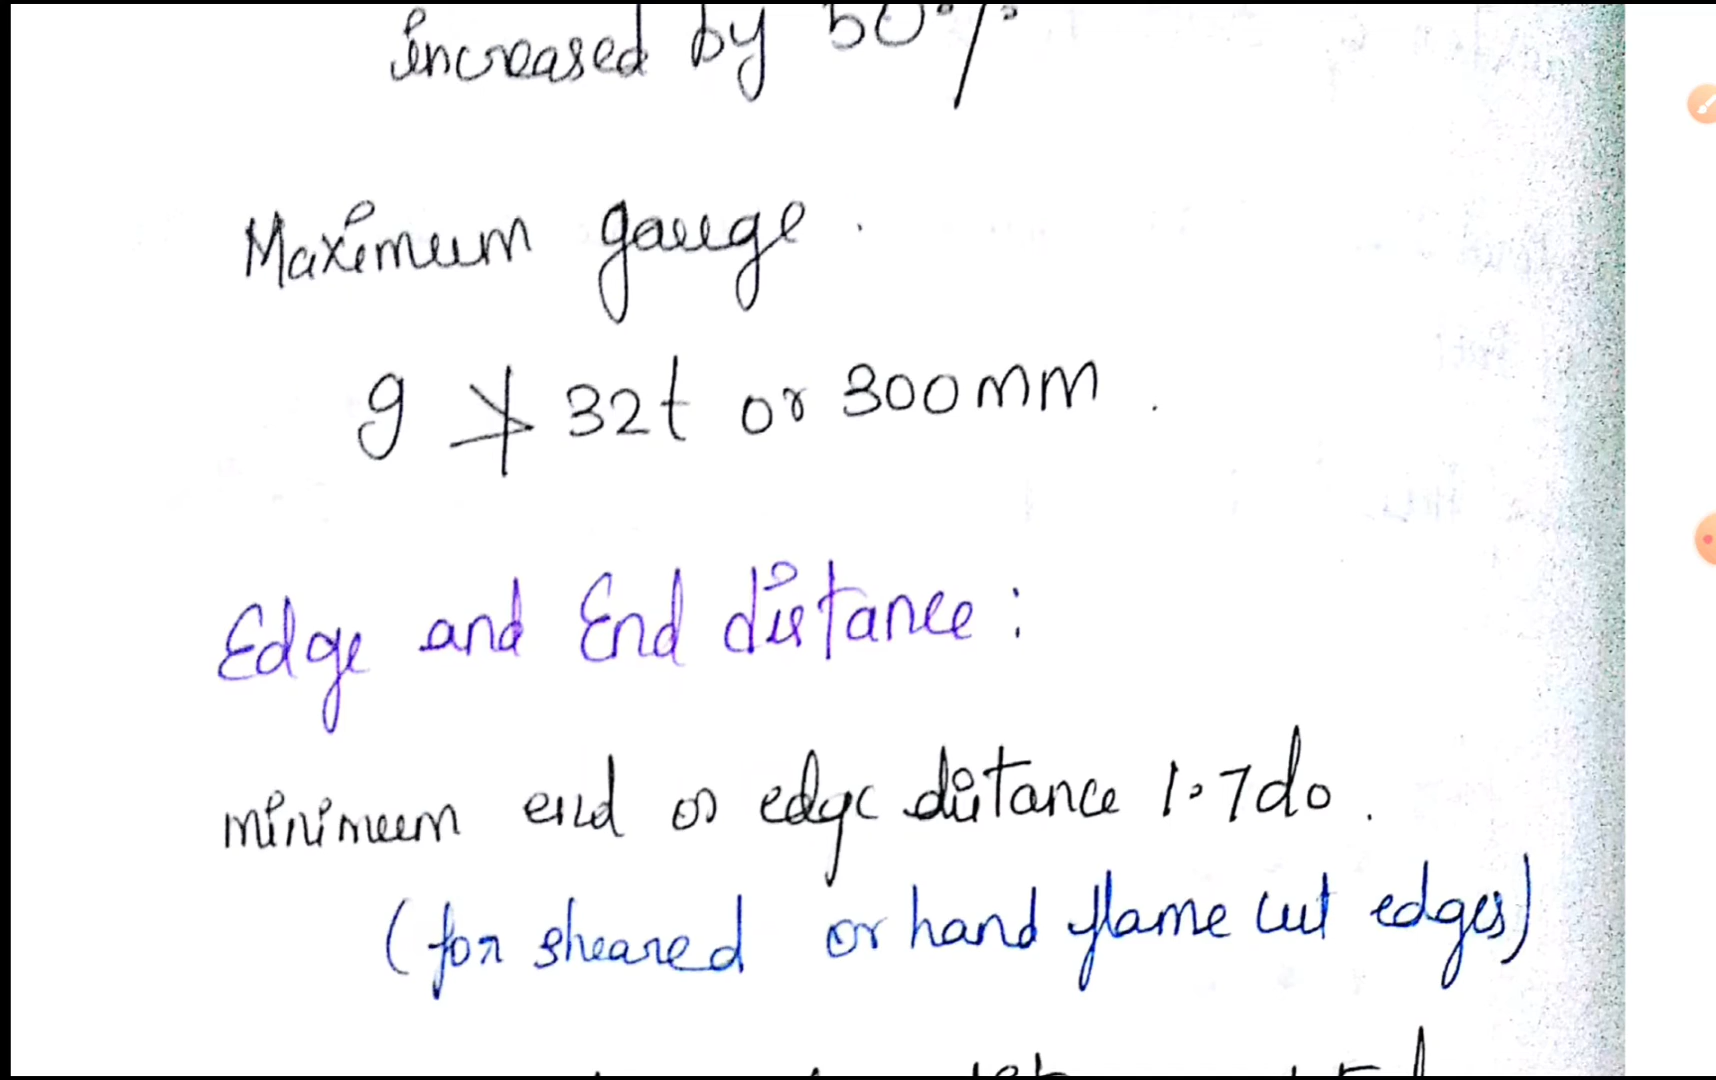 increased by 50%
Maximum gauge.
g ≯ 32t or 300mm.
Edge and End distance:
minimum end or edge distance 1.7do.
(for sheared or hand flame cut edges)